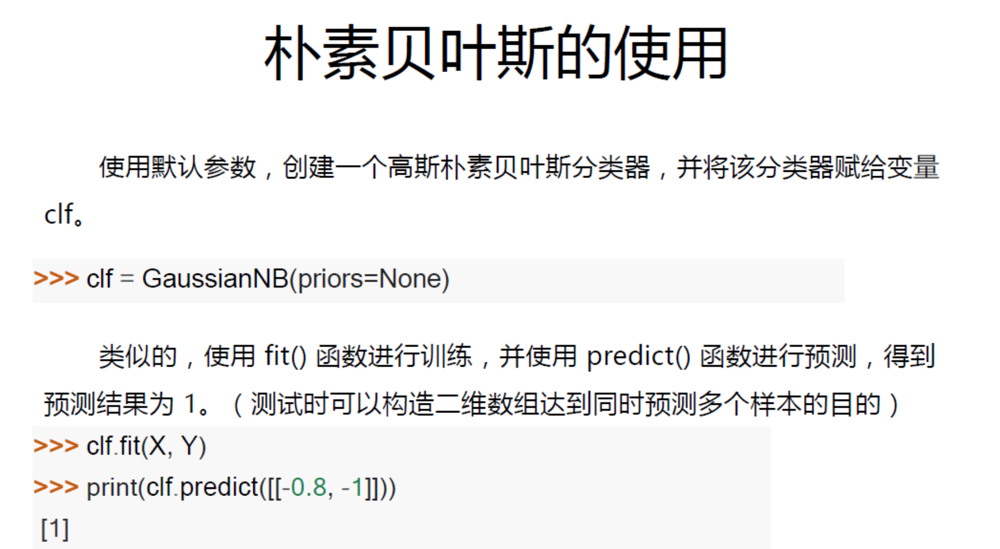 朴素贝叶斯的使用
使用默认参数，创建一个高斯朴素贝叶斯分类器，并将该分类器赋给变量
clf。
>>> clf = GaussianNB(priors=None)
类似的，使用 fit() 函数进行训练，并使用 predict() 函数进行预测，得到
预测结果为 1。（测试时可以构造二维数组达到同时预测多个样本的目的）
>>> clf.fit(X, Y)
>>> print(clf.predict([[-0.8, -1]]))
[1]